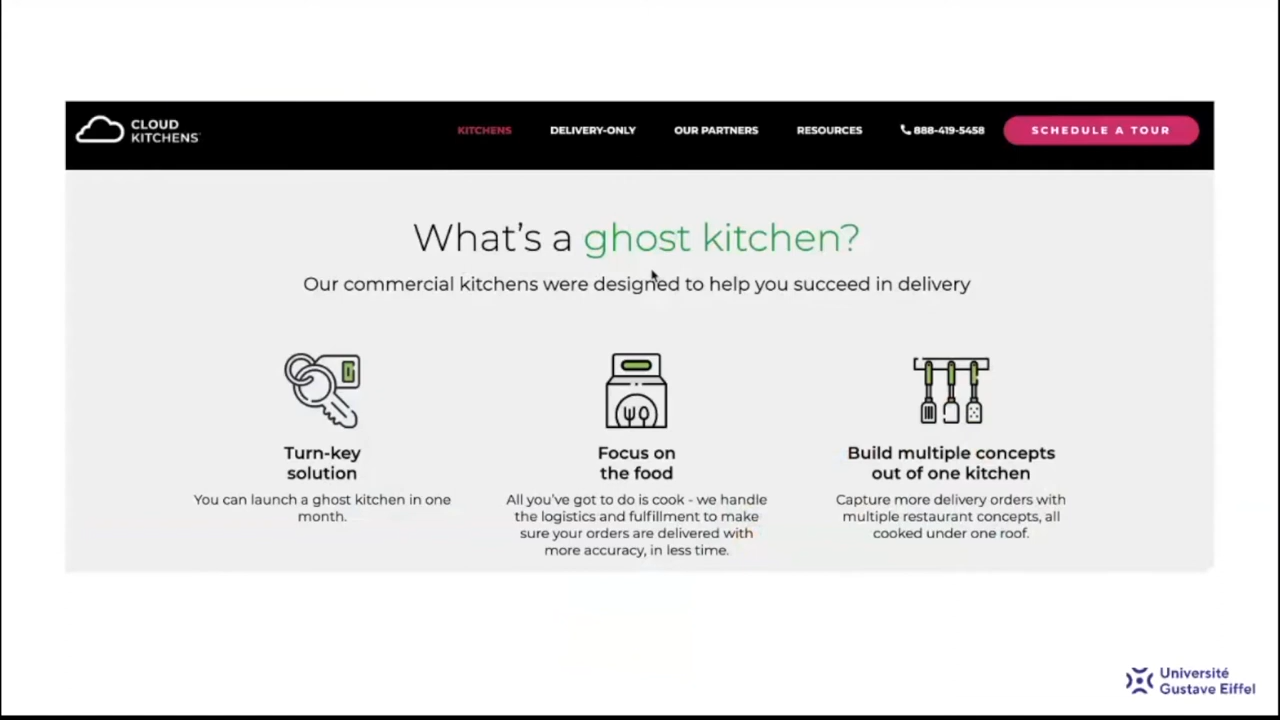 CLOUD
KITCHENS
KITCHENS
DELIVERY-ONLY
OUR PARTNERS
RESOURCES
888-419-5458
SCHEDULE A TOUR
What's a ghost kitchen?
Our commercial kitchens were designed to help you succeed in delivery
Turn-key
solution
You can launch a ghost kitchen in one
month.
Focus on
the food
All you've got to do is cook - we handle
the logistics and fulfillment to make
sure your orders are delivered with
more accuracy, in less time.
Build multiple concepts
out of one kitchen
Capture more delivery orders with
multiple restaurant concepts, all
cooked under one roof.
Université
Gustave Eiffel